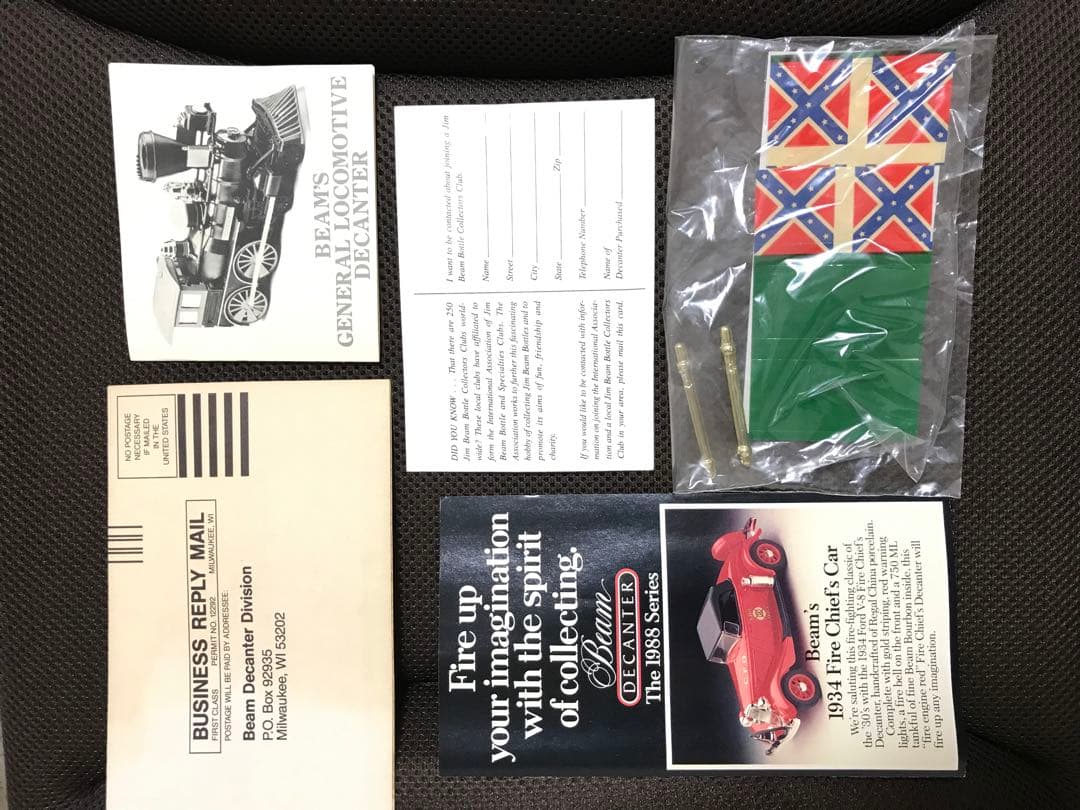 BEAM'S
GENERAL LOCOMOTIVE
DECANTER
NO POSTAGE
NECESSARY
IF MAILED
IN THE
UNITED STATES
BUSINESS REPLY MAIL
FIRST CLASS PERMIT NO. 12292 MILWAUKEE, WI
POSTAGE WILL BE PAID BY ADDRESSEE:
Beam Decanter Division
P.O. Box 92935
Milwaukee, WI 53202
DID YOU KNOW . . . That there are 250
Jim Beam Bottle Collectors Clubs world-
wide? These local clubs have affiliated to
form the International Association of Jim
Beam Bottle and Specialties Clubs. The
Association works to further this fascinating
hobby of collecting Jim Beam Bottles and to
promote its aims of fun, friendship and
charity.
If you would like to be contacted with infor-
mation on joining the International Associa-
tion and a local Jim Beam Bottle Collectors
Club in your area, please mail this card.
I want to be contacted about joining a Jim
Beam Bottle Collectors Club.
Name
Street
City
State Zip
Telephone Number
Name of
Decanter Purchased
Fire up
your imagination
with the spirit
of collecting.
Beam
DECANTER
The 1988 Series
Beam's
1934 Fire Chief's Car
We're saluting this fire-fighting classic of
the '30's with the 1934 Ford V-8 Fire Chief's
Decanter, handcrafted of Regal China porcelain.
Complete with gold striping, red warning
lights, a fire bell on the front and a 750 ML
tankful of fine Beam Bourbon inside, this
"fire engine red" Fire Chief's Decanter will
fire up any imagination.